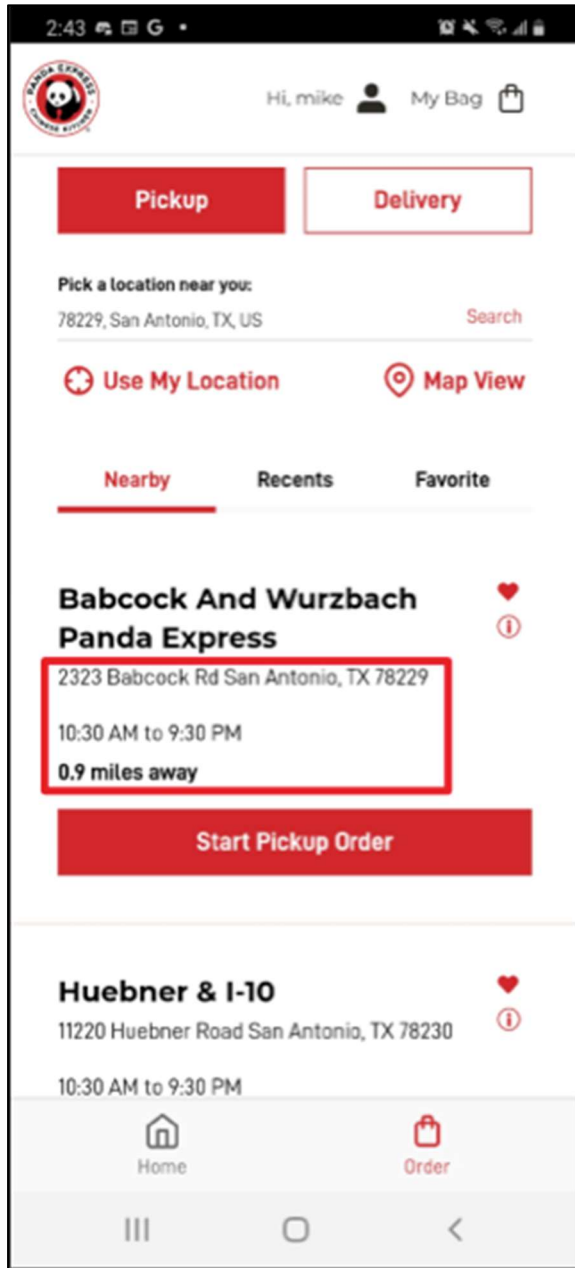 2:43 G
PANDA EXPRESS
CHINESE KITCHEN
Hi, mike My Bag
Pickup Delivery
Pick a location near you:
78229, San Antonio, TX, US Search
Use My Location Map View
Nearby Recents Favorite
Babcock And Wurzbach
Panda Express
2323 Babcock Rd San Antonio, TX 78229
10:30 AM to 9:30 PM
0.9 miles away
Start Pickup Order
Huebner & I-10
11220 Huebner Road San Antonio, TX 78230
10:30 AM to 9:30 PM
Home Order